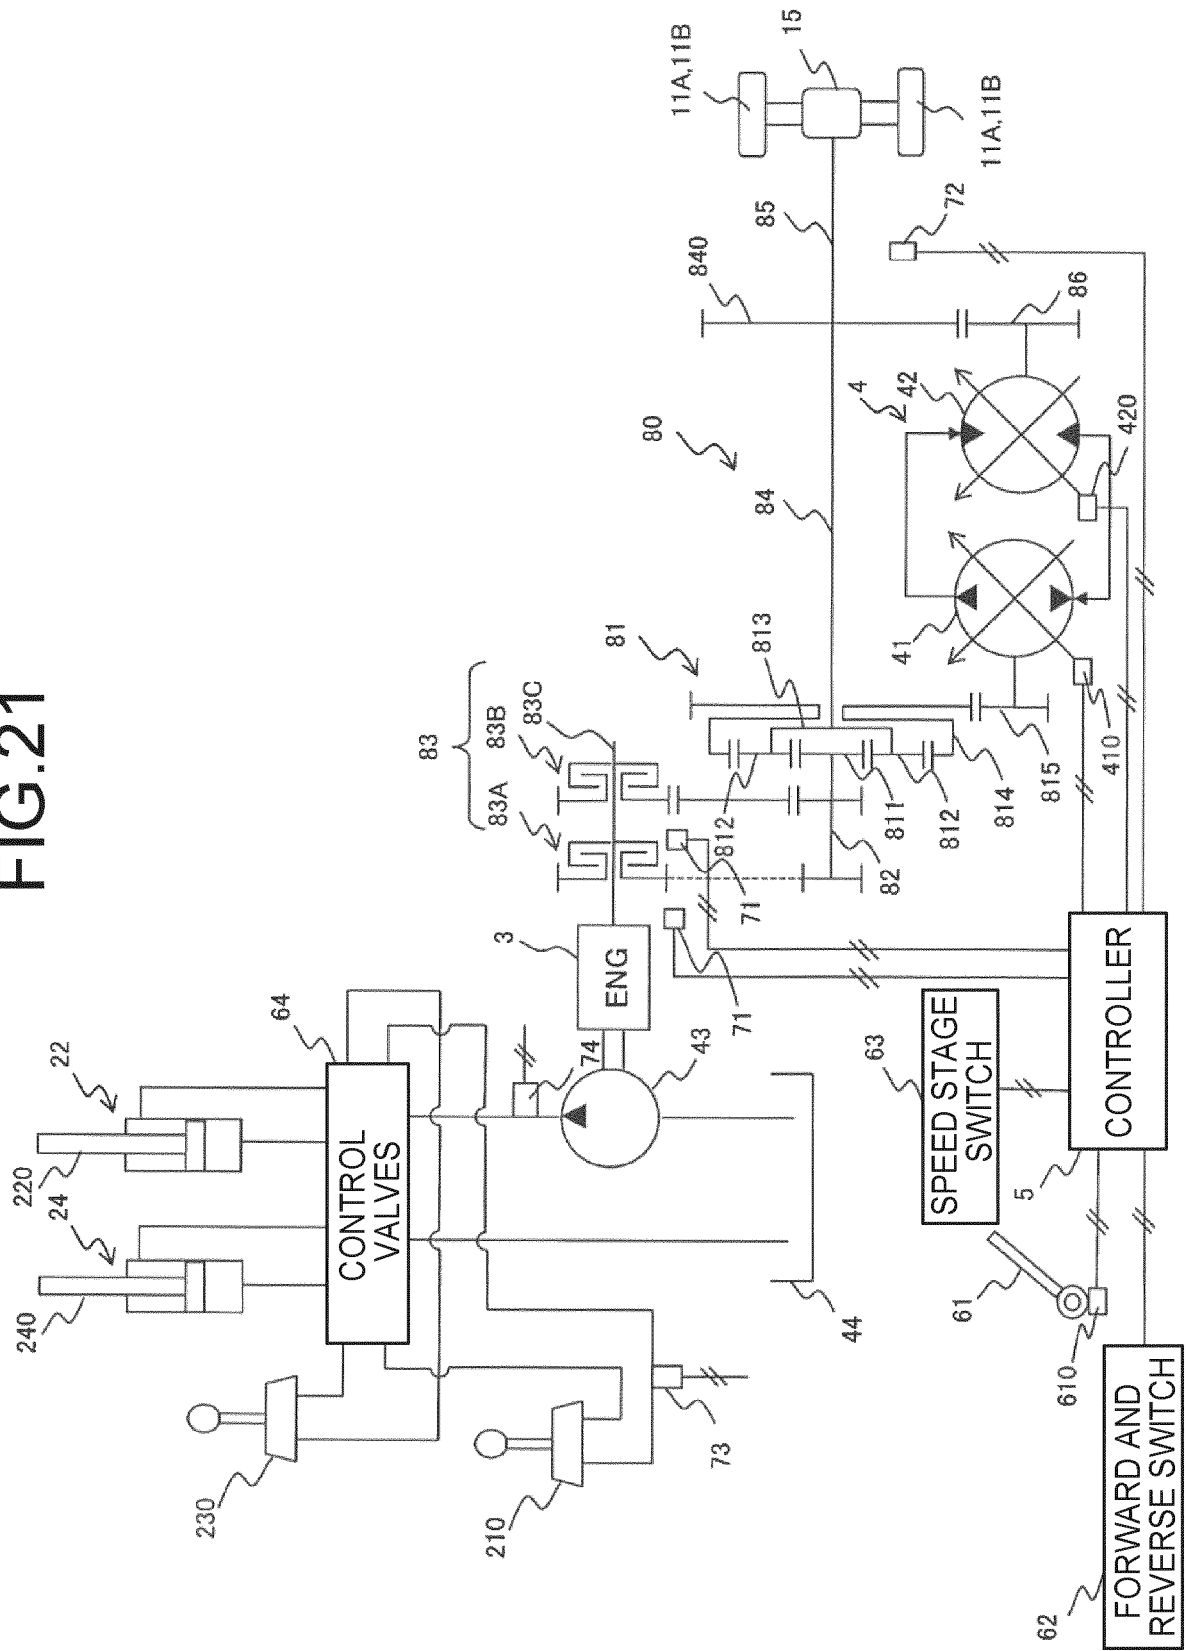 FIG.21
22
220
24
240
64
CONTROL
VALVES
230
210
73
74
43
44
3
ENG
83
83A
83B
83C
81
80
813
812
811
812
814
815
82
71
71
84
85
840
86
4
41
42
410
420
72
15
11A,11B
11A,11B
63
SPEED STAGE
SWITCH
5
CONTROLLER
61
610
62
FORWARD AND
REVERSE SWITCH